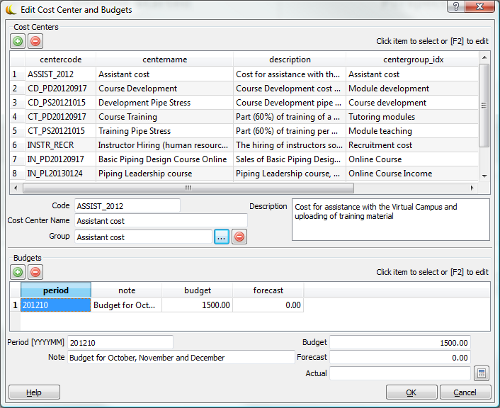 Edit Cost Center and Budgets
Cost Centers
Click item to select or [F2] to edit
centercode centername description centergroup_idx
1 ASSIST_2012 Assistant cost Cost for assistance with th... Assistant cost
2 CD_PD20120917 Course Development Course Development cost ... Module development
3 CD_PS20121015 Development Pipe Stress Course Development pipe ... Course Development
4 CT_PD20120917 Course Training Part (60%) of training of a ... Tutoring modules
5 CT_PS20121015 Training Pipe Stress Part (60%) of training per ... Module teaching
6 INSTR_RECR Instructor Hiring (human resourc... The hiring of instructors so... Recruitment cost
7 IN_PD20120917 Basic Piping Design Course Online Sales of Basic Piping Desi... Online Course
8 IN_PL20130124 Piping Leadership course Piping Leadership course, ... Online Course Income
Code ASSIST_2012 Description Cost for assistance with the Virtual Campus and
uploading of training material
Cost Center Name Assistant cost
Group Assistant cost ...
Budgets
Click item to select or [F2] to edit
period note budget forecast
1 201210 Budget for Oct... 1500.00 0.00
Period [YYYYMM] 201210 Budget 1500.00
Note Budget for October, November and December Forecast 0.00
Actual
Help OK Cancel